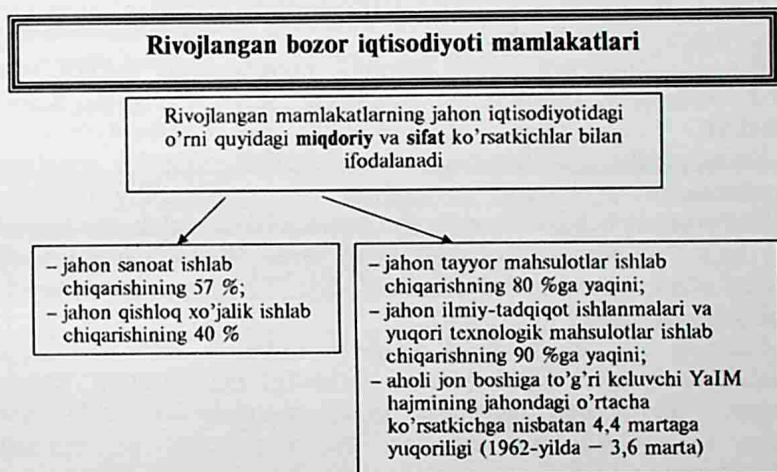 Rivojlangan bozor iqtisodiyoti mamlakatlari
Rivojlangan mamlakatlarning jahon iqtisodiyotidagi
o'rni quyidagi miqdoriy va sifat ko'rsatkichlar bilan
ifodalanadi
– jahon sanoat ishlab
chiqarishining 57 %;
– jahon qishloq xo'jalik ishlab
chiqarishining 40 %
– jahon tayyor mahsulotlar ishlab
chiqarishning 80 %ga yaqini;
– jahon ilmiy-tadqiqot ishlanmalari va
yuqori texnologik mahsulotlar ishlab
chiqarishning 90 %ga yaqini;
– aholi jon boshiga to'g'ri keluvchi YaIM
hajmining jahondagi o'rtacha
ko'rsatkichga nisbatan 4,4 martaga
yuqoriligi (1962-yilda – 3,6 marta)